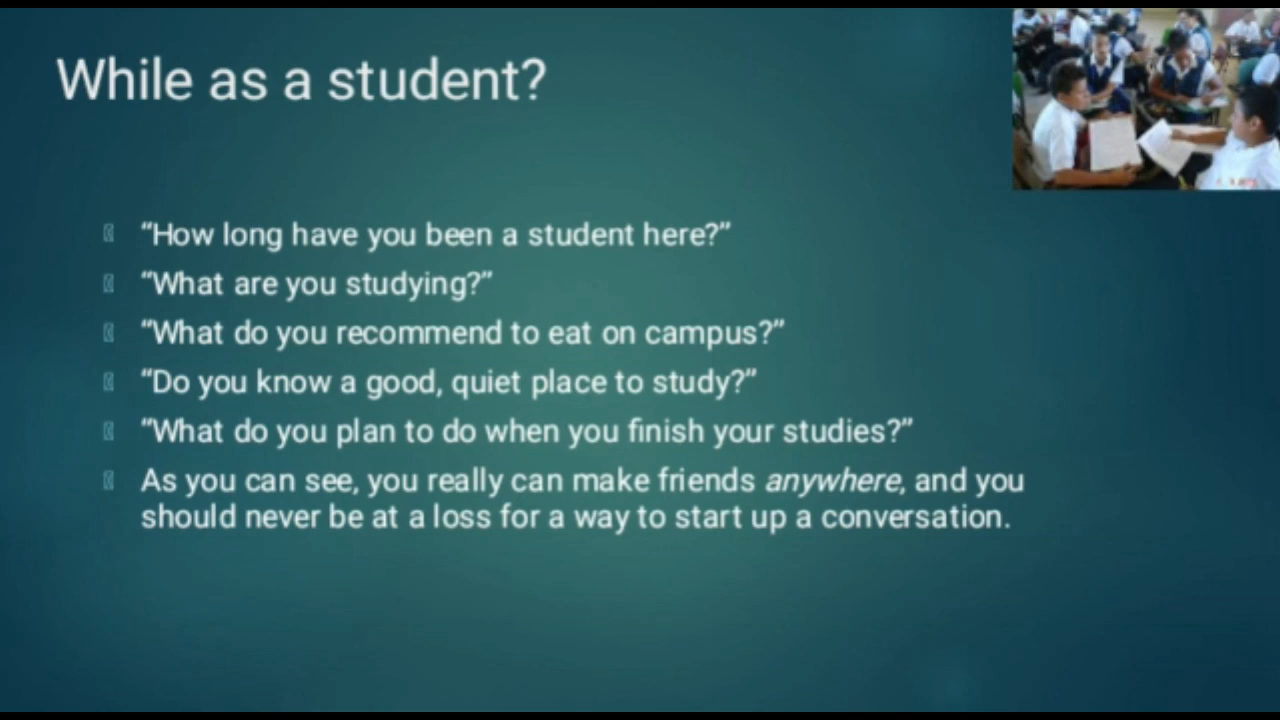 While as a student?
“How long have you been a student here?”
“What are you studying?”
“What do you recommend to eat on campus?”
“Do you know a good, quiet place to study?”
“What do you plan to do when you finish your studies?”
As you can see, you really can make friends anywhere, and you
should never be at a loss for a way to start up a conversation.